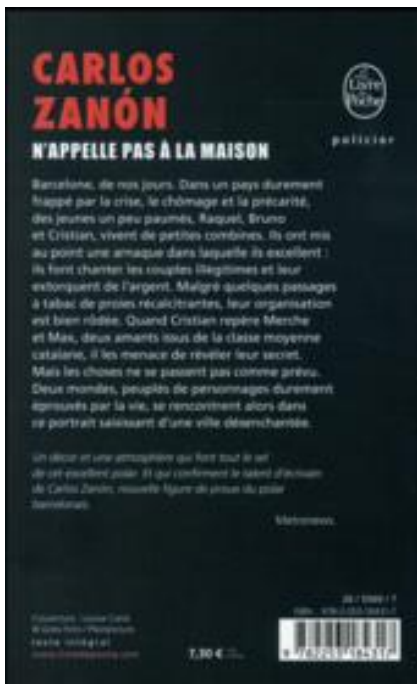 CARLOS
ZANÓN
N'APPELLE PAS À LA MAISON
Le
Livre
de
Poche
policier
Barcelone, de nos jours. Dans un pays durement
frappé par la crise, le chômage et la précarité,
des jeunes un peu paumés, Raquel, Bruno
et Cristian, vivent de petites combines. Ils ont mis
au point une arnaque dans laquelle ils excellent :
ils font chanter les couples illégitimes et leur
extorquent de l'argent. Malgré quelques passages
à tabac de proies récalcitrantes, leur organisation
est bien rôdée. Quand Cristian repère Merche
et Max, deux amants issus de la classe moyenne
catalane, il les menace de révéler leur secret.
Mais les choses ne se passent pas comme prévu.
Deux mondes, peuplés de personnages durement
éprouvés par la vie, se rencontrent alors dans
ce portrait saisissant d'une ville désenchantée.
Un décor et une atmosphère qui font tout le sel
de cet excellent polar. Et qui confirment le talent d'écrivain
de Carlos Zanón, nouvelle figure de proue du polar
barcelonais.
Metronews.
Couverture :
texte intégral
7,30 €
ISBN :
9 782253 184317